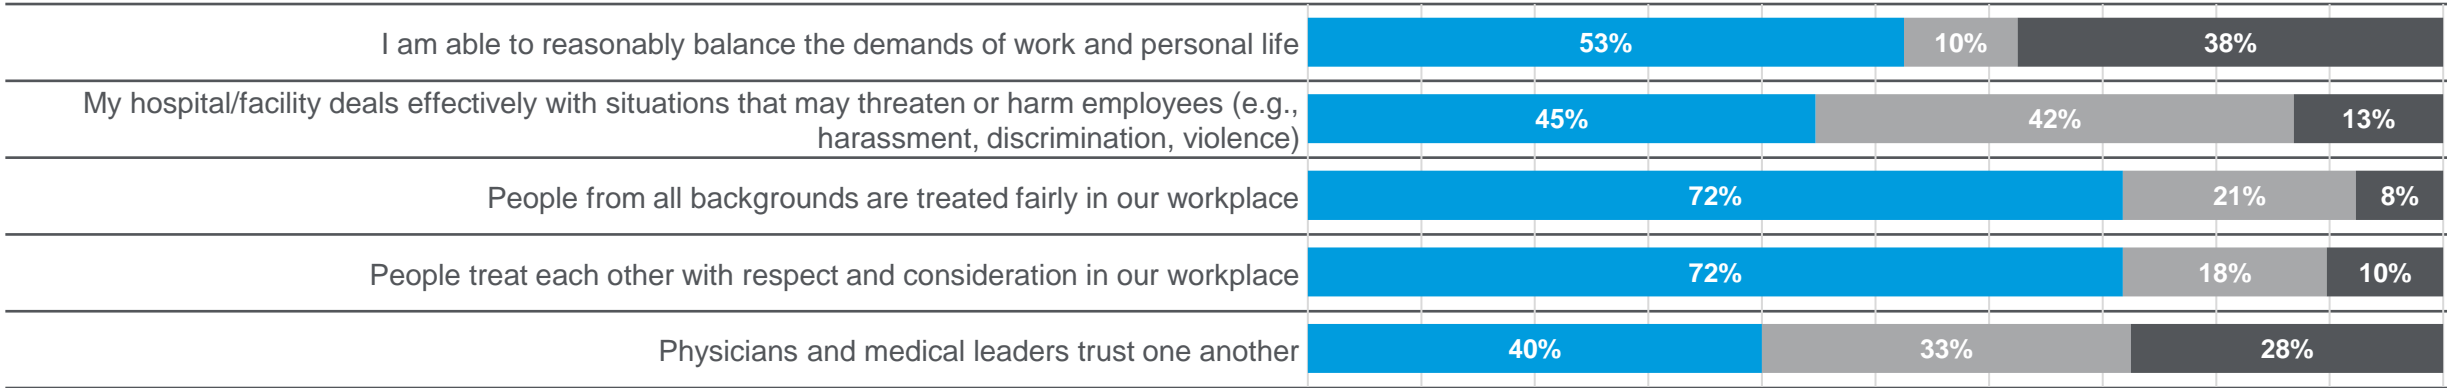 I am able to reasonably balance the demands of work and personal life
53% 10% 38%
My hospital/facility deals effectively with situations that may threaten or harm employees (e.g.,
harassment, discrimination, violence)
45% 42% 13%
People from all backgrounds are treated fairly in our workplace
72% 21% 8%
People treat each other with respect and consideration in our workplace
72% 18% 10%
Physicians and medical leaders trust one another
40% 33% 28%